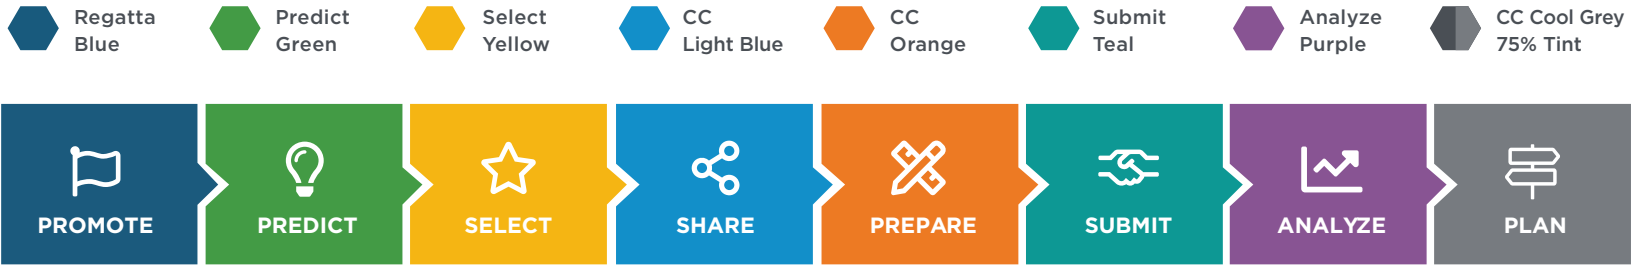 Regatta
Blue
Predict
Green
Select
Yellow
CC
Light Blue
CC
Orange
Submit
Teal
Analyze
Purple
CC Cool Grey
75% Tint
PROMOTE
PREDICT
SELECT
SHARE
PREPARE
SUBMIT
ANALYZE
PLAN